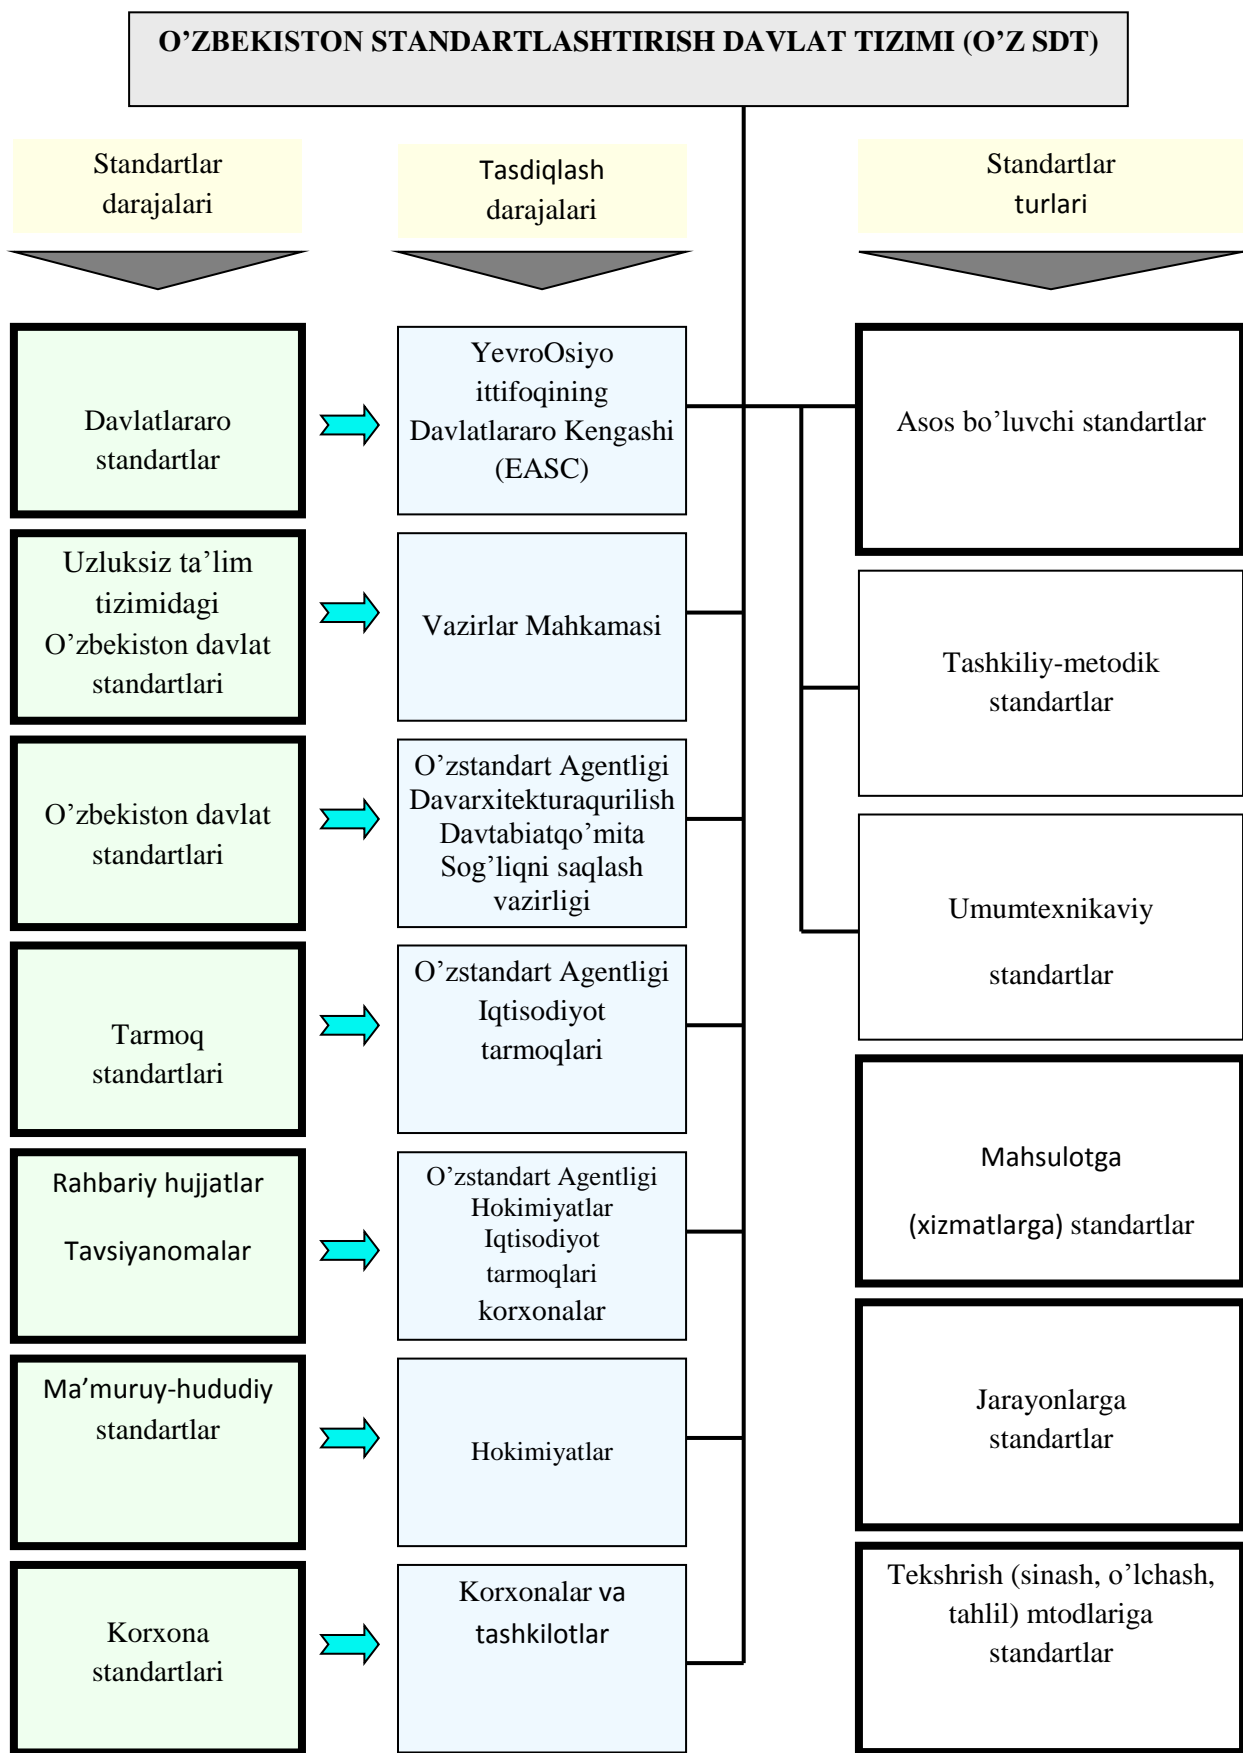 O’ZBEKISTON STANDARTLASHTIRISH DAVLAT TIZIMI (O’Z SDT)
Standartlar
darajalari
Tasdiqlash
darajalari
Standartlar
turlari
Davlatlararo
standartlar
YevroOsiyo
ittifoqining
Davlatlararo Kengashi
(EASC)
Asos bo’luvchi standartlar
Uzluksiz ta’lim
tizimidagi
O’zbekiston davlat
standartlari
Vazirlar Mahkamasi
Tashkiliy-metodik
standartlar
O’zbekiston davlat
standartlari
O’zstandart Agentligi
Davarxitekturaqurilish
Davtabiatqo’mita
Sog’liqni saqlash
vazirligi
Umumtexnikaviy
standartlar
Tarmoq
standartlari
O’zstandart Agentligi
Iqtisodiyot
tarmoqlari
Mahsulotga
(xizmatlarga) standartlar
Rahbariy hujjatlar
Tavsiyanomalar
O’zstandart Agentligi
Hokimiyatlar
Iqtisodiyot
tarmoqlari
korxonalar
Jarayonlarga
standartlar
Ma’muruy-hududiy
standartlar
Hokimiyatlar
Tekshrish (sinash, o’lchash,
tahlil) mtodlariga
standartlar
Korxona
standartlari
Korxonalar va
tashkilotlar